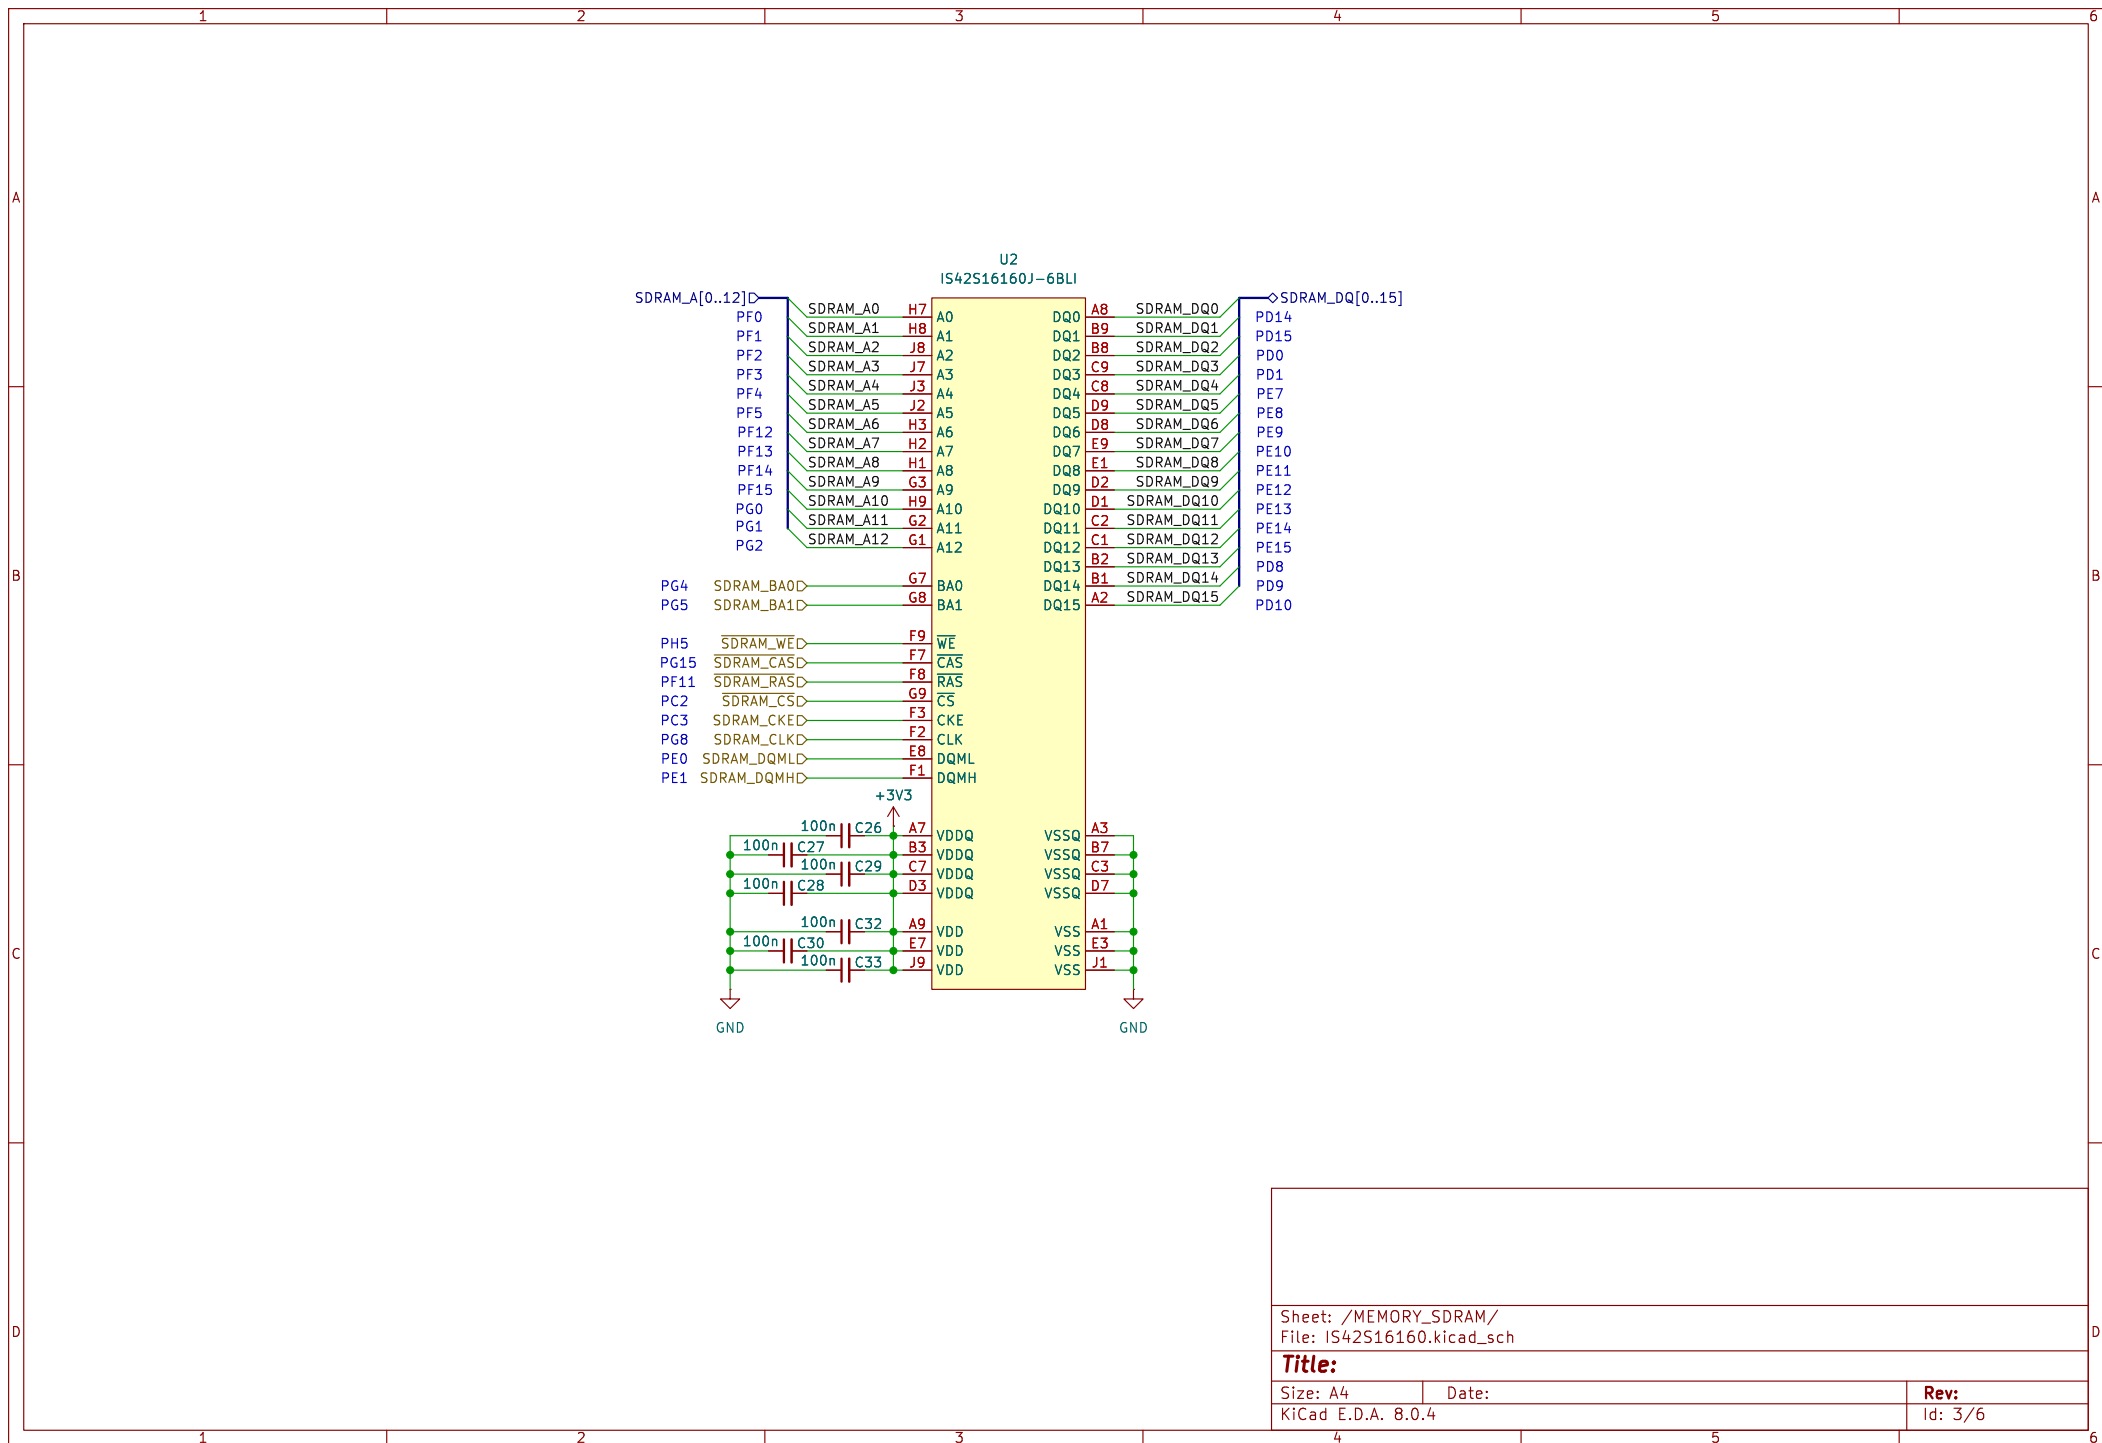 1 2 3 4 5 6
A A
U2
IS42S16160J-6BLI
SDRAM_A[0..12] SDRAM_DQ[0..15]
PF0 SDRAM_A0 H7 A0 DQ0 A8 SDRAM_DQ0 PD14
PF1 SDRAM_A1 H8 A1 DQ1 B9 SDRAM_DQ1 PD15
PF2 SDRAM_A2 J8 A2 DQ2 B8 SDRAM_DQ2 PD0
PF3 SDRAM_A3 J7 A3 DQ3 C9 SDRAM_DQ3 PD1
PF4 SDRAM_A4 J3 A4 DQ4 C8 SDRAM_DQ4 PE7
PF5 SDRAM_A5 J2 A5 DQ5 D9 SDRAM_DQ5 PE8
PF12 SDRAM_A6 H3 A6 DQ6 D8 SDRAM_DQ6 PE9
PF13 SDRAM_A7 H2 A7 DQ7 E9 SDRAM_DQ7 PE10
PF14 SDRAM_A8 H1 A8 DQ8 E1 SDRAM_DQ8 PE11
PF15 SDRAM_A9 G3 A9 DQ9 D2 SDRAM_DQ9 PE12
PG0 SDRAM_A10 H9 A10 DQ10 D1 SDRAM_DQ10 PE13
PG1 SDRAM_A11 G2 A11 DQ11 C2 SDRAM_DQ11 PE14
PG2 SDRAM_A12 G1 A12 DQ12 C1 SDRAM_DQ12 PE15
DQ13 B2 SDRAM_DQ13 PD8
B PG4 SDRAM_BA0 G7 BA0 DQ14 B1 SDRAM_DQ14 PD9 B
PG5 SDRAM_BA1 G8 BA1 DQ15 A2 SDRAM_DQ15 PD10
PH5 SDRAM_WE F9 WE
PG15 SDRAM_CAS F7 CAS
PF11 SDRAM_RAS F8 RAS
PC2 SDRAM_CS G9 CS
PC3 SDRAM_CKE F3 CKE
PG8 SDRAM_CLK F2 CLK
PE0 SDRAM_DQML E8 DQML
PE1 SDRAM_DQMH F1 DQMH
+3V3
100n C26 A7 VDDQ VSSQ A3
100n C27 B3 VDDQ VSSQ B7
100n C29 C7 VDDQ VSSQ C3
100n C28 D3 VDDQ VSSQ D7
100n C32 A9 VDD VSS A1
C 100n C30 E7 VDD VSS E3 C
100n C33 J9 VDD VSS J1
GND GND
Sheet: /MEMORY_SDRAM/
D File: IS42S16160.kicad_sch D
Title:
Size: A4 Date: Rev:
KiCad E.D.A. 8.0.4 Id: 3/6
1 2 3 4 5 6